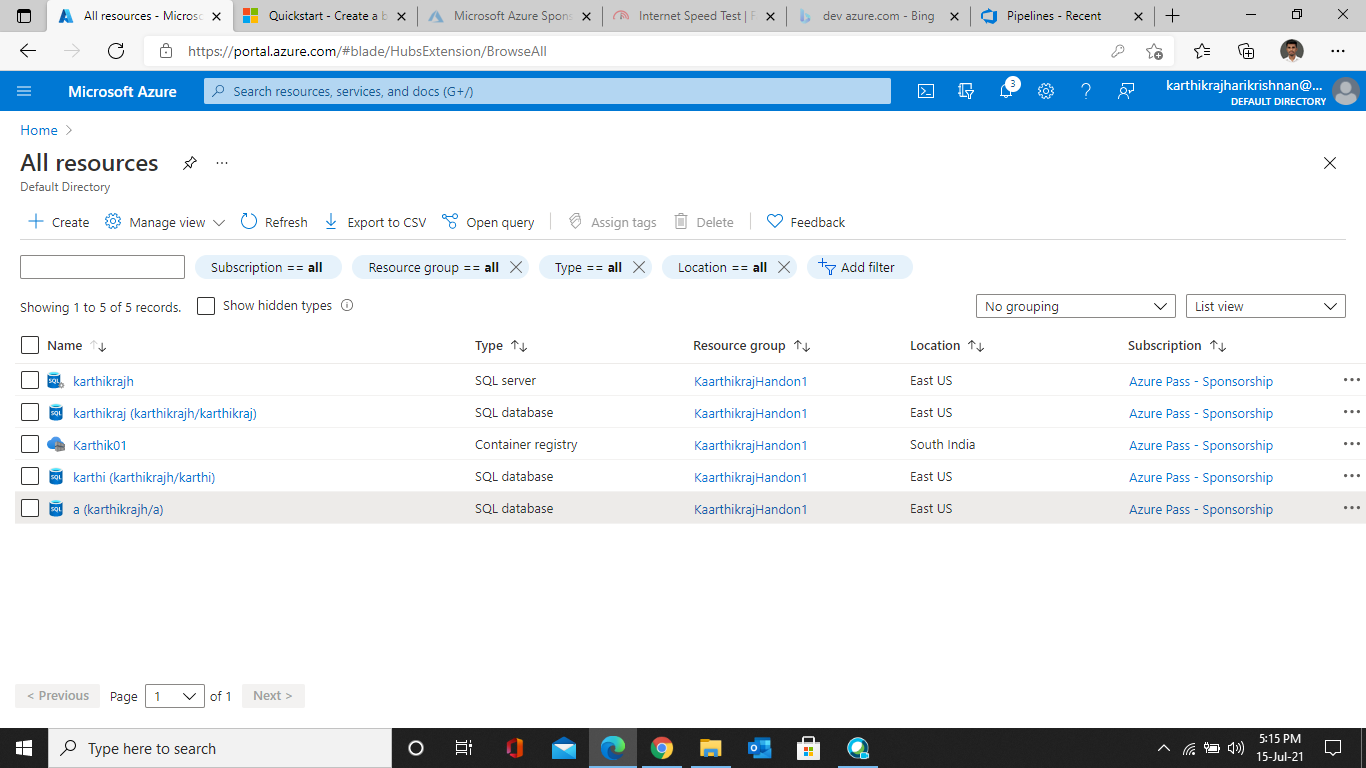 All resources - Microsc
Quickstart - Create a b
Microsoft Azure Spons
Internet Speed Test | F
dev azure.com - Bing
Pipelines - Recent
https://portal.azure.com/#blade/HubsExtension/BrowseAll
Microsoft Azure
Search resources, services, and docs (G+/)
3
karthikrajharikrishnan@...
DEFAULT DIRECTORY
Home
All resources
Default Directory
Create Manage view Refresh Export to CSV Open query Assign tags Delete Feedback
Subscription == all Resource group == all Type == all Location == all Add filter
Showing 1 to 5 of 5 records. Show hidden types No grouping List view
Name Type Resource group Location Subscription
SQL karthikrajh SQL server KaarthikrajHandon1 East US Azure Pass - Sponsorship
SQL karthikraj (karthikrajh/karthikraj) SQL database KaarthikrajHandon1 East US Azure Pass - Sponsorship
Karthik01 Container registry KaarthikrajHandon1 South India Azure Pass - Sponsorship
SQL karthi (karthikrajh/karthi) SQL database KaarthikrajHandon1 East US Azure Pass - Sponsorship
SQL a (karthikrajh/a) SQL database KaarthikrajHandon1 East US Azure Pass - Sponsorship
< Previous Page 1 of 1 Next >
Type here to search
5:15 PM
15-Jul-21